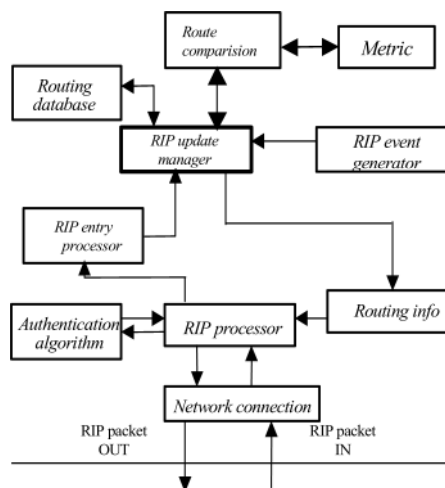 Route
comparision
Metric
Routing
database
RIP update
manager
RIP event
generator
RIP entry
processor
Authentication
algorithm
RIP processor
Routing info
Network connection
RIP packet
OUT
RIP packet
IN